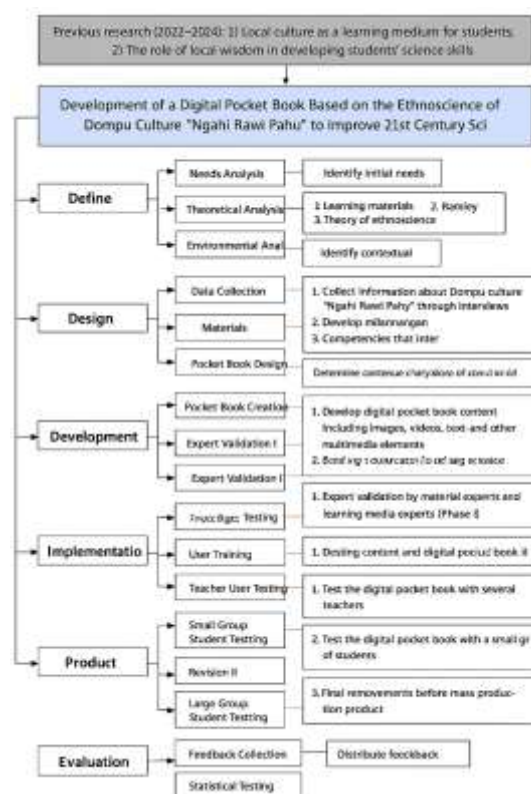 Previous research (2022–2024): 1) Local culture as a learning medium for students.
2) The role of local wisdom in developing students' science skills
Development of a Digital Pocket Book Based on the Ethnoscience of
Dompu Culture "Ngahi Rawi Pahu" to Improve 21st Century Sci
Define
Needs Analysis
Identify initial needs
Theoretical Analysis
1 Learning materials 2.
3 Theory of ethnoscience
Environmental Anal
Identify contextual
Design
Data Collection
1. Collect information about Dompu culture
"Ngahi Rawi Pahy" through interviews
Materials
2. Develop
3. Competencies that inter
Pocket Book Design
Determine
Development
Pocket Book Creation
1. Develop digital pocket book content
including images, videos, text and other
multimedia elements
Expert Validation I
2.
Expert Validation I
Implementatio
Testing
1. Expert validation by material experts and
learning media experts (Phase I)
User Training
1. Desting content and digital book II
Teacher User Testing
1. Test the digital pocket book with several
teachers
Product
Small Group
Student Testting
2. Test the digital pocket book with a small gr
of students
Revision II
Large Group
Student Testting
3. Final removements before mass produc-
tion product
Evaluation
Feedback Collection
Distribute feockback
Statistical Testing